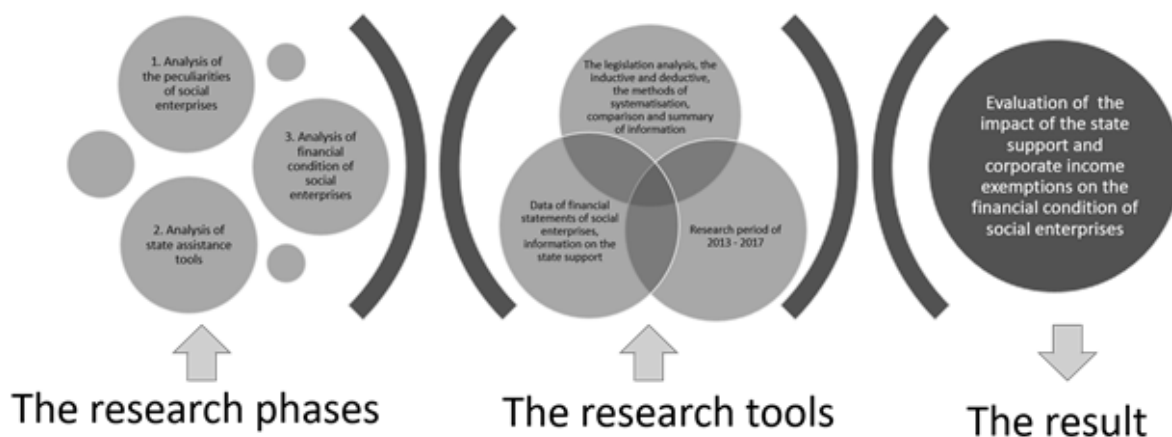 1. Analysis of
the peculiarities
of social
enterprises
3. Analysis of
financial
condition of
social
enterprises
2. Analysis of
state assistance
tools
The legislation analysis, the
inductive and deductive,
the methods of
systematisation,
comparison and summary
of information
Data of financial
statements of social
enterprises,
information on the
state support
Research period of
2013 - 2017
Evaluation of the
impact of the state
support and
corporate income
exemptions on the
financial condition of
social enterprises
The research phases
The research tools
The result